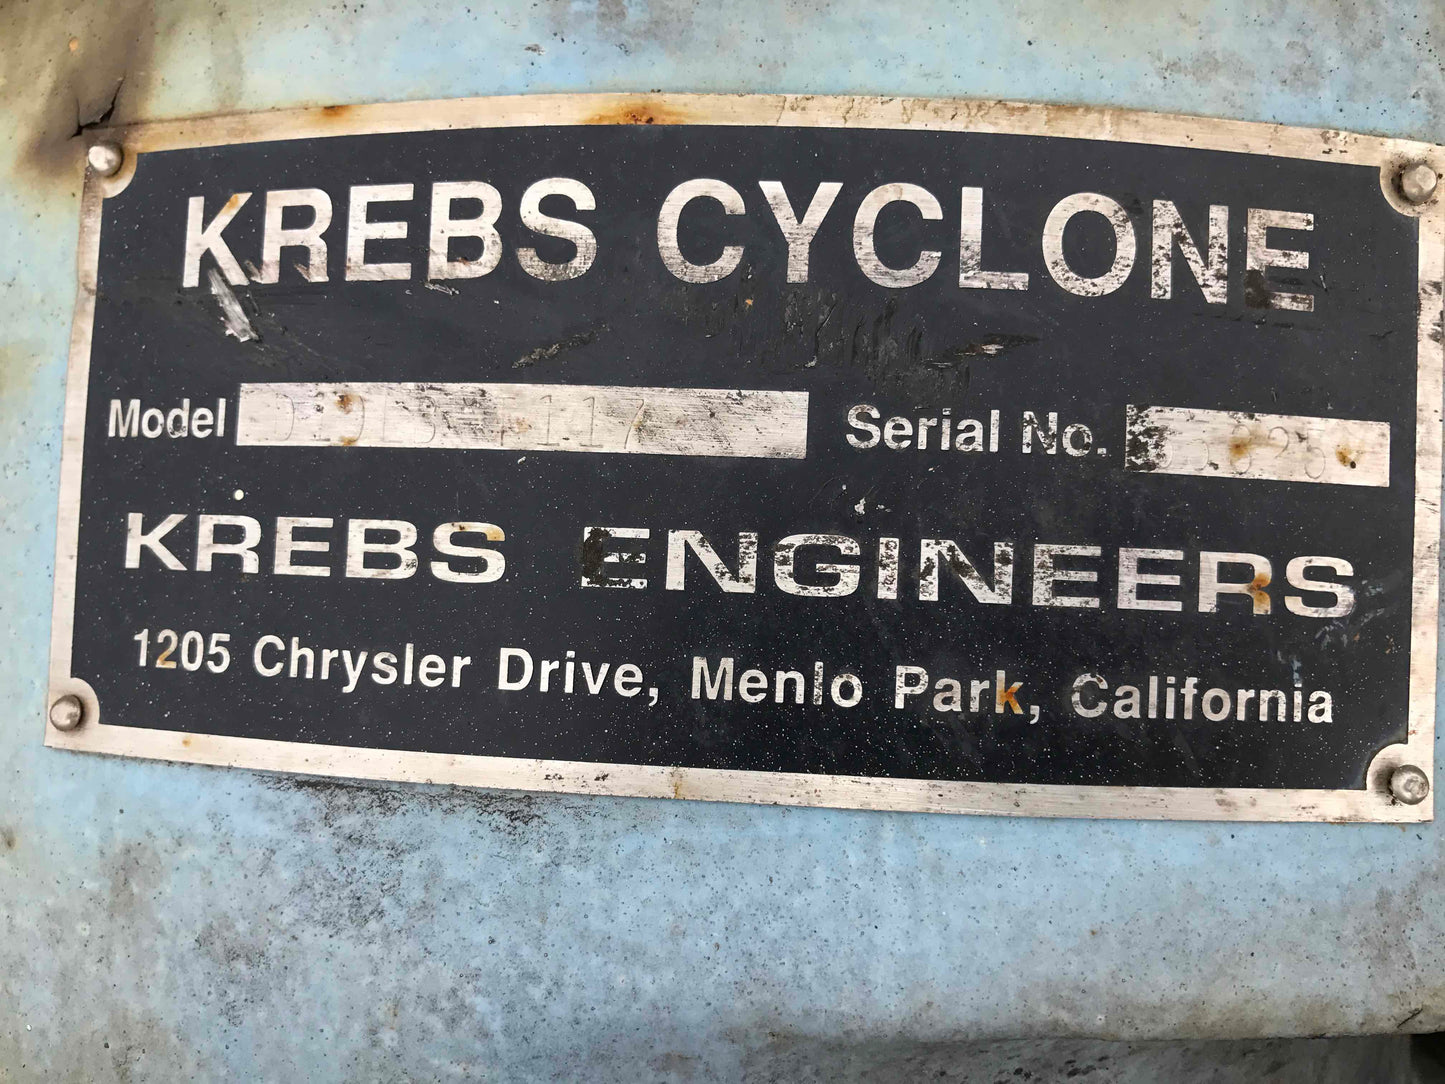 KREBS CYCLONE
Model Serial No.
KREBS ENGINEERS
1205 Chrysler Drive, Menlo Park, California